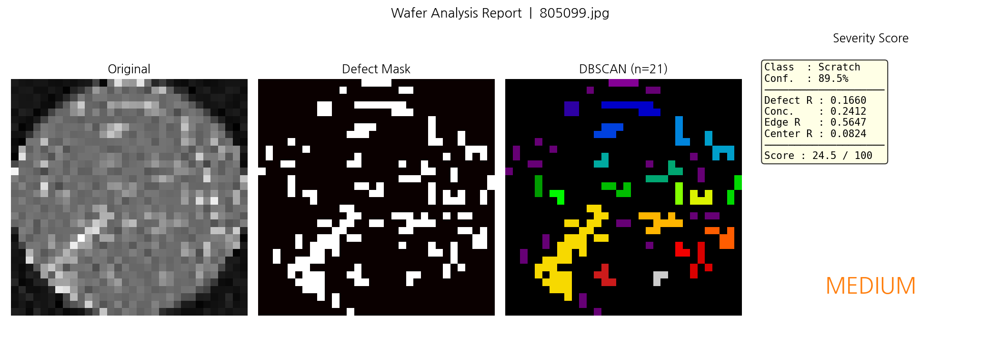 Wafer Analysis Report | 805099.jpg
Original
Defect Mask
DBSCAN (n=21)
Severity Score
Class : Scratch
Conf. : 89.5%
Defect R : 0.1660
Conc. : 0.2412
Edge R : 0.5647
Center R : 0.0824
Score : 24.5 / 100
MEDIUM